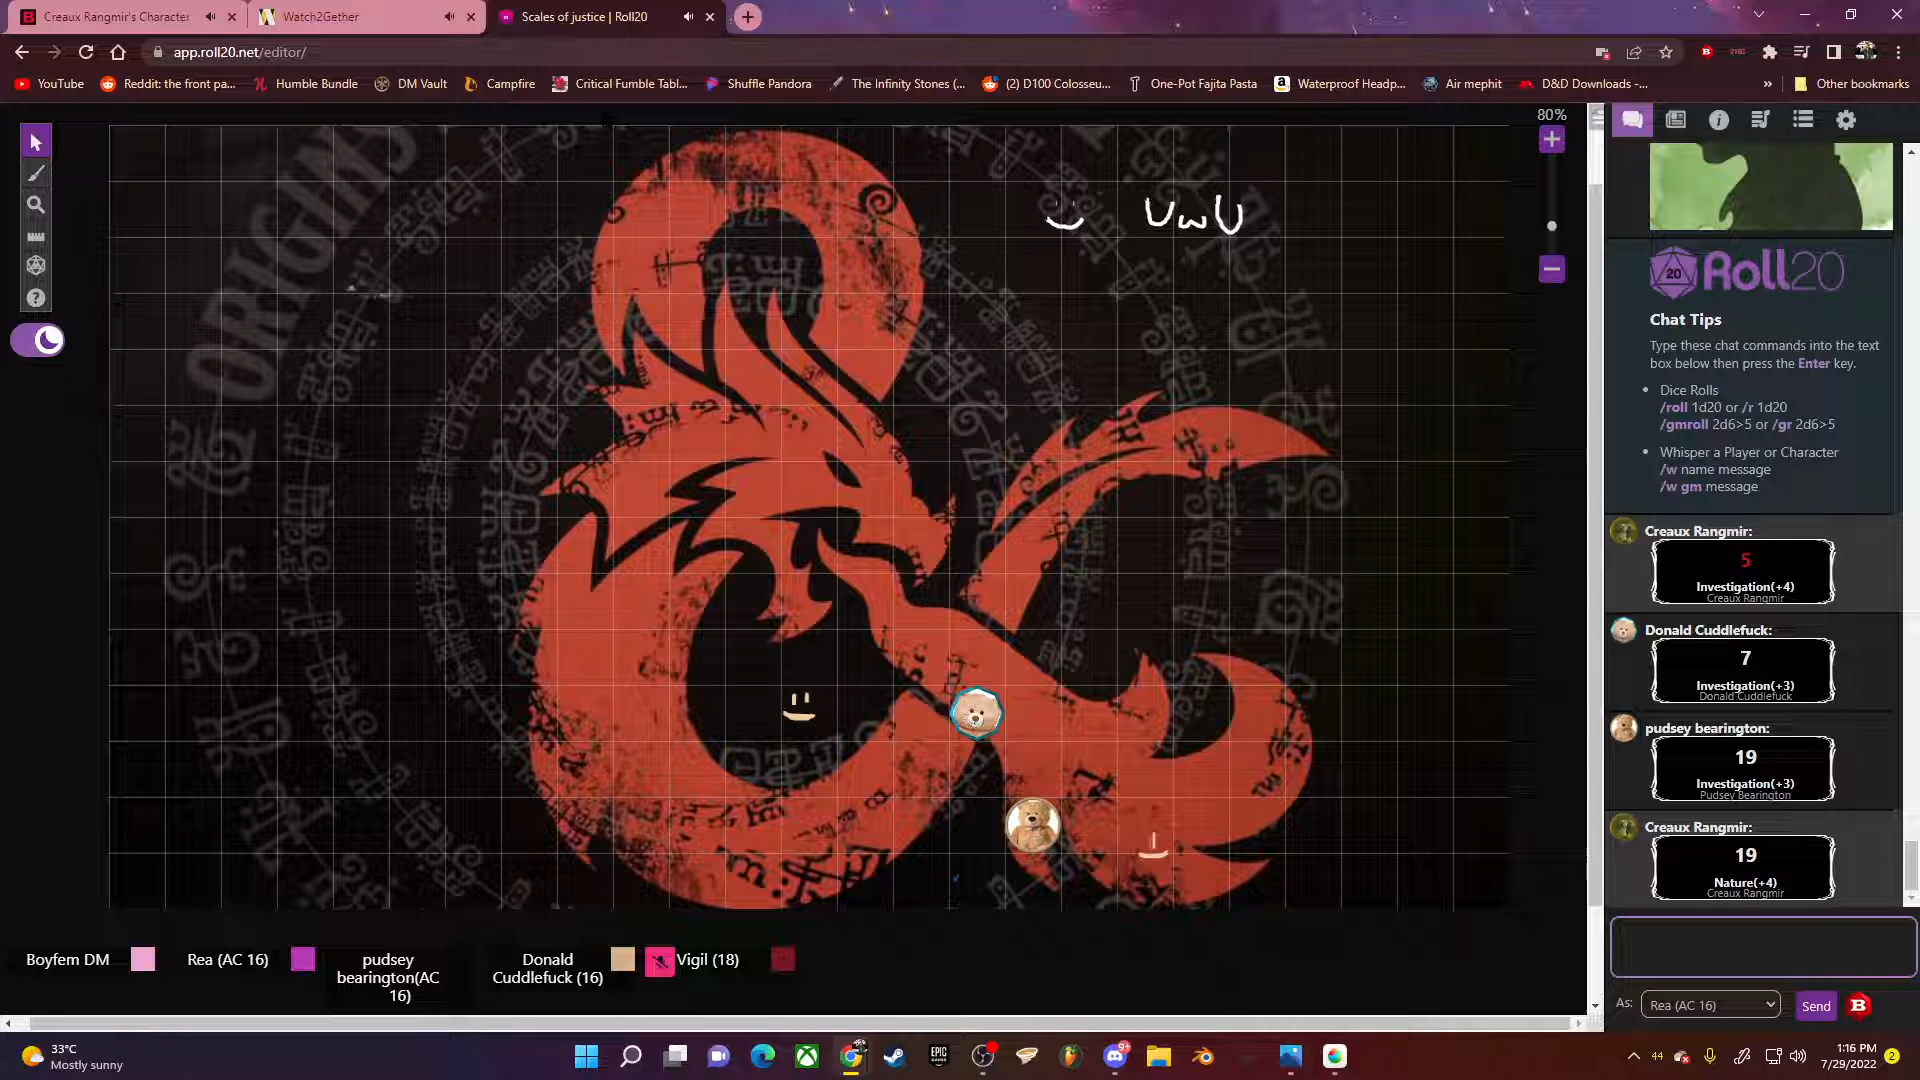 Creaux Rangmir's Character
Watch2Gether
Scales of justice | Roll20
app.roll20.net/editor/
YouTube
Reddit: the front pa...
Humble Bundle
DM Vault
Campfire
Critical Fumble Tabl...
Shuffle Pandora
The Infinity Stones (...
(2) D100 Colosseu...
One-Pot Fajita Pasta
Waterproof Headp...
Air mephit
D&D Downloads -...
»
Other bookmarks
80%
ORIGINS
UwU
20
Roll20
Chat Tips
Type these chat commands into the text
box below then press the Enter key.
• Dice Rolls
/roll 1d20 or /r 1d20
/gmroll 2d6>5 or /gr 2d6>5
• Whisper a Player or Character
/w name message
/w gm message
Creaux Rangmir:
5
Investigation(+4)
Creaux Rangmir
Donald Cuddlefuck:
7
Investigation(+3)
Donald Cuddlefuck
pudsey bearington:
19
Investigation(+3)
Pudsey Bearington
Creaux Rangmir:
19
Nature(+4)
Creaux Rangmir
Boyfem DM
Rea (AC 16)
pudsey
bearington(AC
16)
Donald
Cuddlefuck (16)
Vigil (18)
As:
Rea (AC 16)
Send
33°C
Mostly sunny
EPIC
GAMES
9+
44
1:16 PM
7/29/2022
2